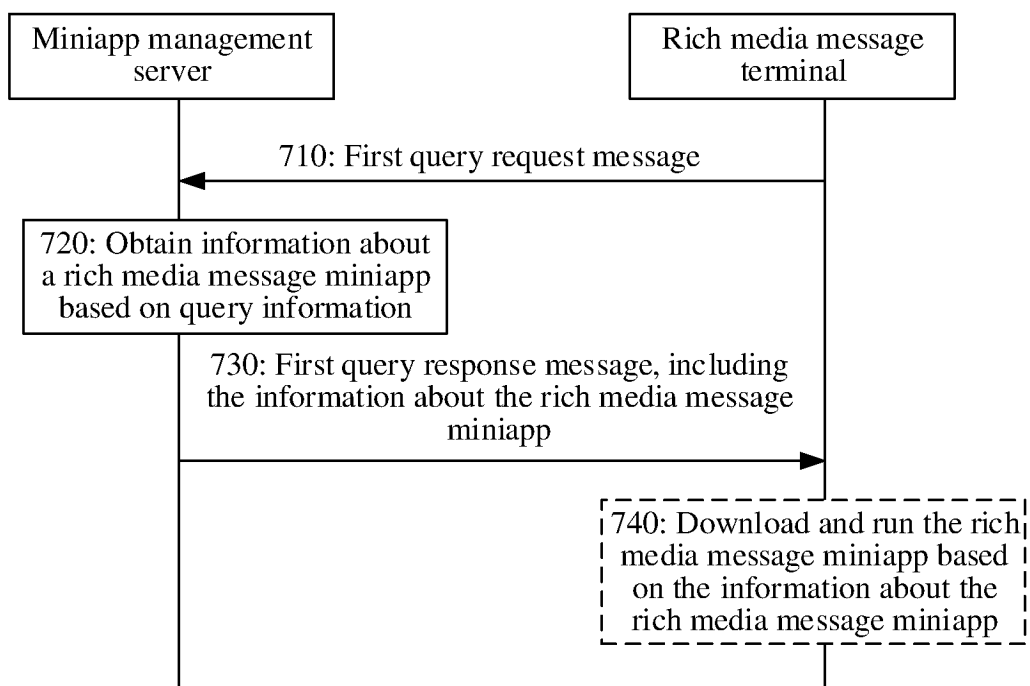 Miniapp management
server
Rich media message
terminal
710: First query request message
720: Obtain information about
a rich media message miniapp
based on query information
730: First query response message, including
the information about the rich media message
miniapp
740: Download and run the rich
media message miniapp based
on the information about the
rich media message miniapp